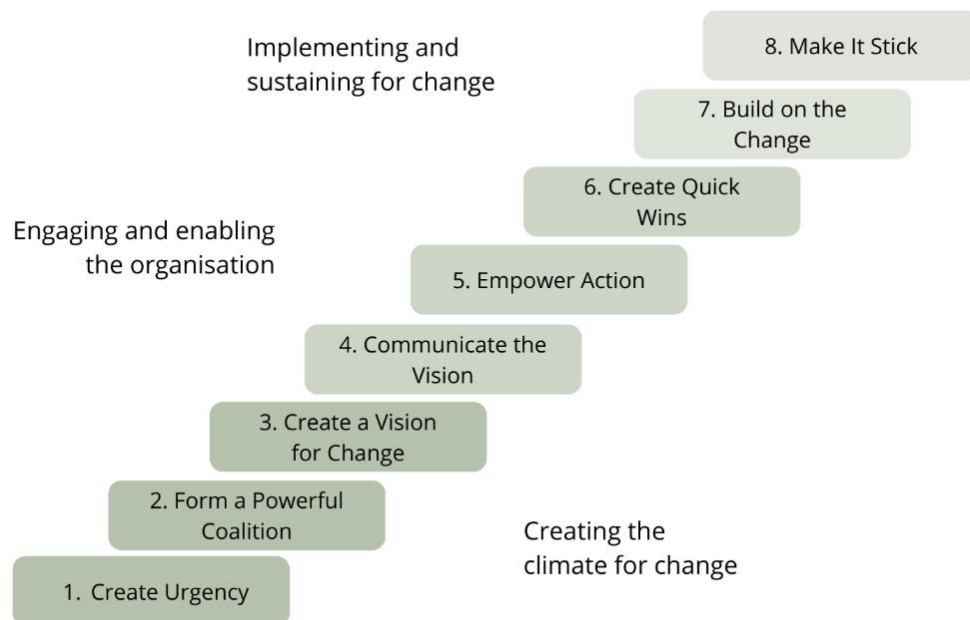 Implementing and
sustaining for change
8. Make It Stick
7. Build on the
Change
6. Create Quick
Wins
Engaging and enabling
the organisation
5. Empower Action
4. Communicate the
Vision
3. Create a Vision
for Change
2. Form a Powerful
Coalition
Creating the
climate for change
1. Create Urgency